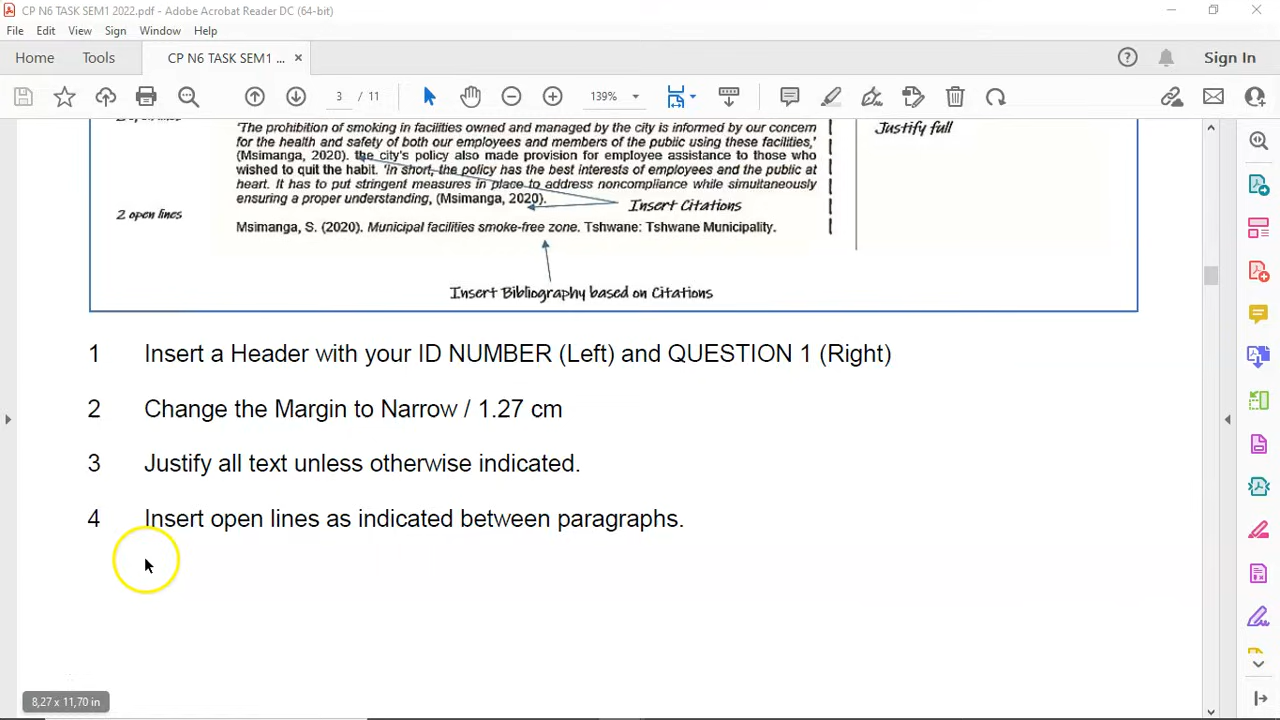 CP N6 TASK SEM1 2022.pdf - Adobe Acrobat Reader DC (64-bit)
File Edit View Sign Window Help
Home Tools CP N6 TASK SEM1 ... × Sign In
3 / 11 139%
'The prohibition of smoking in facilities owned and managed by the city is informed by our concern
for the health and safety of both our employees and members of the public using these facilities,'
(Msimanga, 2020). the city's policy also made provision for employee assistance to those who
wished to quit the habit. 'In short, the policy has the best interests of employees and the public at
heart. It has to put stringent measures in place to address noncompliance while simultaneously
ensuring a proper understanding, (Msimanga, 2020).
Justify full
Insert Citations
2 open lines
Msimanga, S. (2020). Municipal facilities smoke-free zone. Tshwane: Tshwane Municipality.
Insert Bibliography based on Citations
1 Insert a Header with your ID NUMBER (Left) and QUESTION 1 (Right)
2 Change the Margin to Narrow / 1.27 cm
3 Justify all text unless otherwise indicated.
4 Insert open lines as indicated between paragraphs.
8,27 x 11,70 in